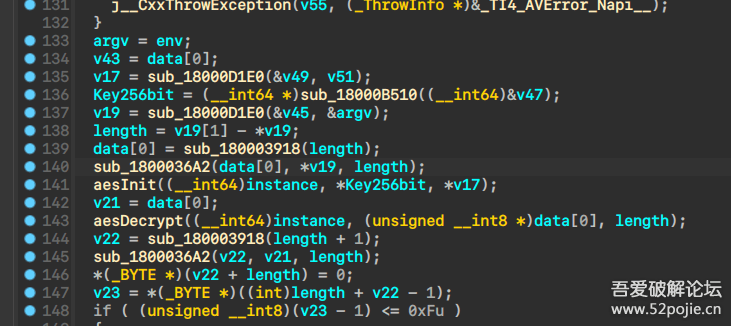 131 j__CxxThrowException(v55, (_ThrowInfo *)&_TI4_AVError_Napi__);
132 }
133 argv = env;
134 v43 = data[0];
135 v17 = sub_18000D1E0(&v49, v51);
136 Key256bit = (__int64 *)sub_18000B510((__int64)&v47);
137 v19 = sub_18000D1E0(&v45, &argv);
138 length = v19[1] - *v19;
139 data[0] = sub_180003918(length);
140 sub_1800036A2(data[0], *v19, length);
141 aesInit((__int64)instance, *Key256bit, *v17);
142 v21 = data[0];
143 aesDecrypt((__int64)instance, (unsigned __int8 *)data[0], length);
144 v22 = sub_180003918(length + 1);
145 sub_1800036A2(v22, v21, length);
146 *(_BYTE *)(v22 + length) = 0;
147 v23 = *(_BYTE *)((int)length + v22 - 1);
148 if ( (unsigned __int8)(v23 - 1) <= 0xFu )
{
吾爱破解论坛
www.52pojie.cn